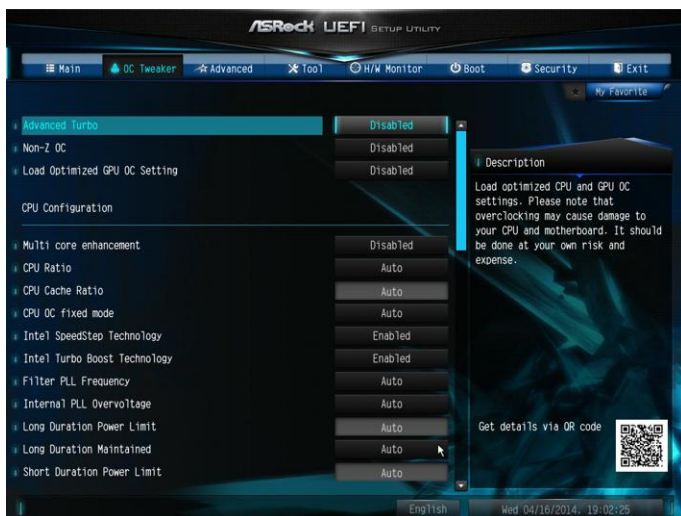 ASRock UEFI SETUP UTILITY
Main OC Tweaker Advanced Tool H/W Monitor Boot Security Exit
My Favorite
Advanced Turbo Disabled
Non-Z OC Disabled
Load Optimized GPU OC Setting Disabled
CPU Configuration
Multi core enhancement Disabled
CPU Ratio Auto
CPU Cache Ratio Auto
CPU OC fixed mode Auto
Intel SpeedStep Technology Enabled
Intel Turbo Boost Technology Enabled
Filter PLL Frequency Auto
Internal PLL Overvoltage Auto
Long Duration Power Limit Auto
Long Duration Maintained Auto
Short Duration Power Limit Auto
Description
Load optimized CPU and GPU OC
settings. Please note that
overclocking may cause damage to
your CPU and motherboard. It should
be done at your own risk and
expense.
Get details via QR code
English Wed 04/16/2014, 19:02:25